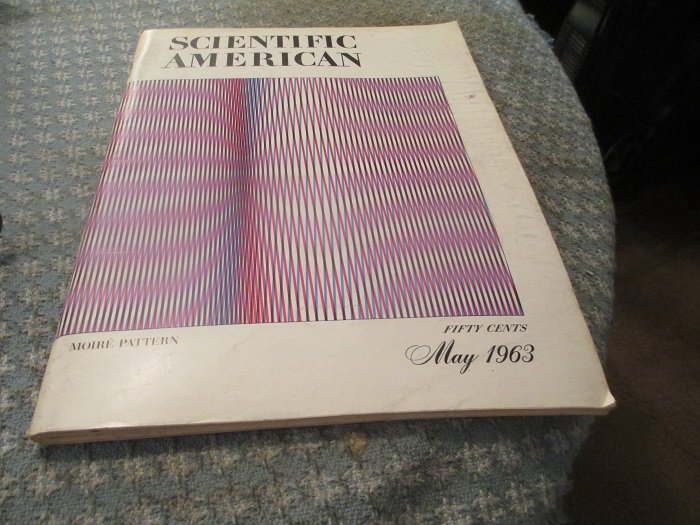 SCIENTIFIC
AMERICAN
MOIRÉ PATTERN
FIFTY CENTS
May 1963